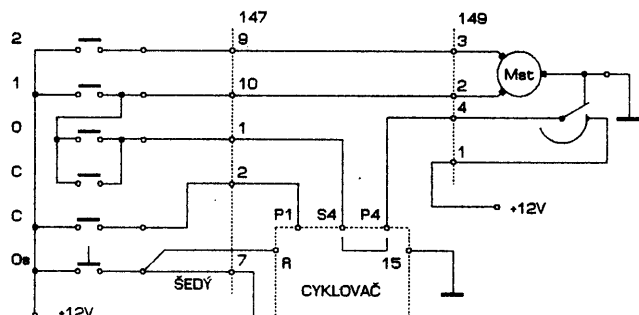 147 149
2 9 3
Mst
1 10 2
4
0 1
1
C 2
+12V
C P1 S4 P4
Os 7 R 15
ŠEDÝ CYKLOVAČ
+12V